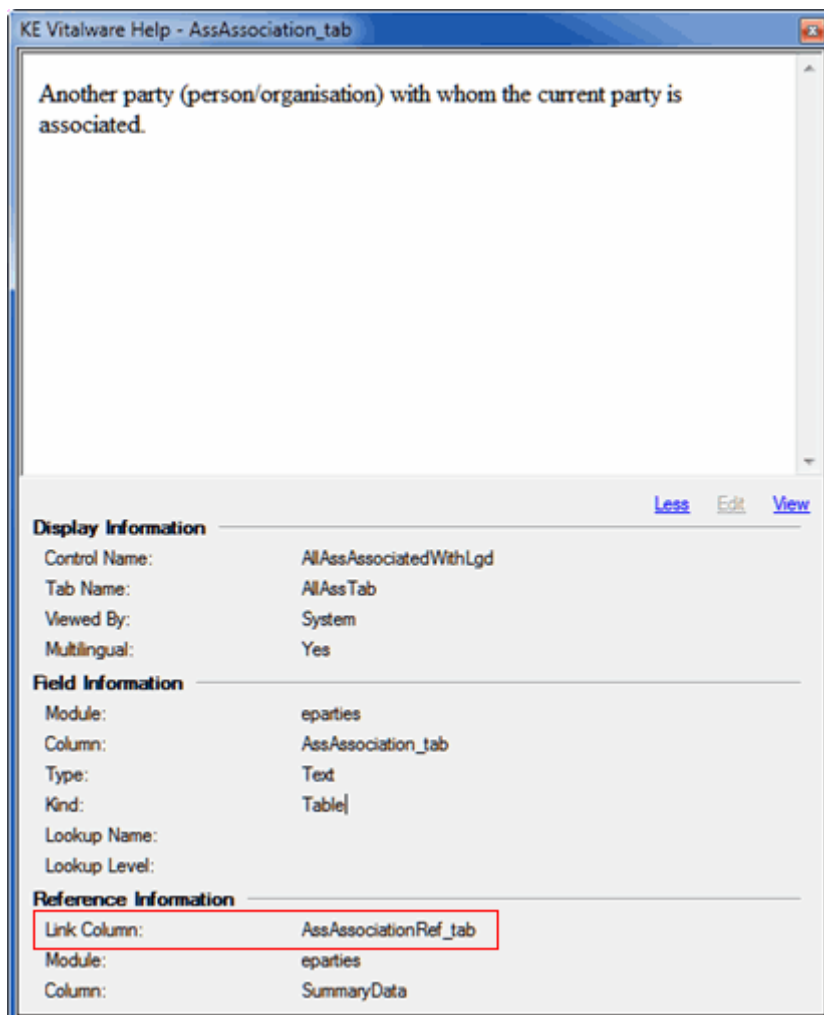 KE Vitalware Help - AssAssociation_tab
Another party (person/organisation) with whom the current party is
associated.
Less Edit View
Display Information
Control Name: AllAssAssociatedWithLgd
Tab Name: AllAssTab
Viewed By: System
Multilingual: Yes
Field Information
Module: eparties
Column: AssAssociation_tab
Type: Text
Kind: Table
Lookup Name:
Lookup Level:
Reference Information
Link Column: AssAssociationRef_tab
Module: eparties
Column: SummaryData